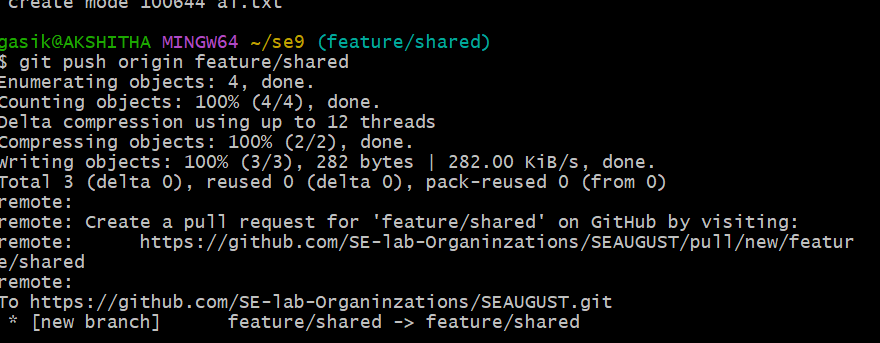 create mode 100644 af.txt
gasik@AKSHITHA MINGW64 ~/se9 (feature/shared)
$ git push origin feature/shared
Enumerating objects: 4, done.
Counting objects: 100% (4/4), done.
Delta compression using up to 12 threads
Compressing objects: 100% (2/2), done.
Writing objects: 100% (3/3), 282 bytes | 282.00 KiB/s, done.
Total 3 (delta 0), reused 0 (delta 0), pack-reused 0 (from 0)
remote:
remote: Create a pull request for 'feature/shared' on GitHub by visiting:
remote:      https://github.com/SE-lab-Organinzations/SEAUGUST/pull/new/featur
e/shared
remote:
To https://github.com/SE-lab-Organinzations/SEAUGUST.git
 * [new branch]      feature/shared -> feature/shared